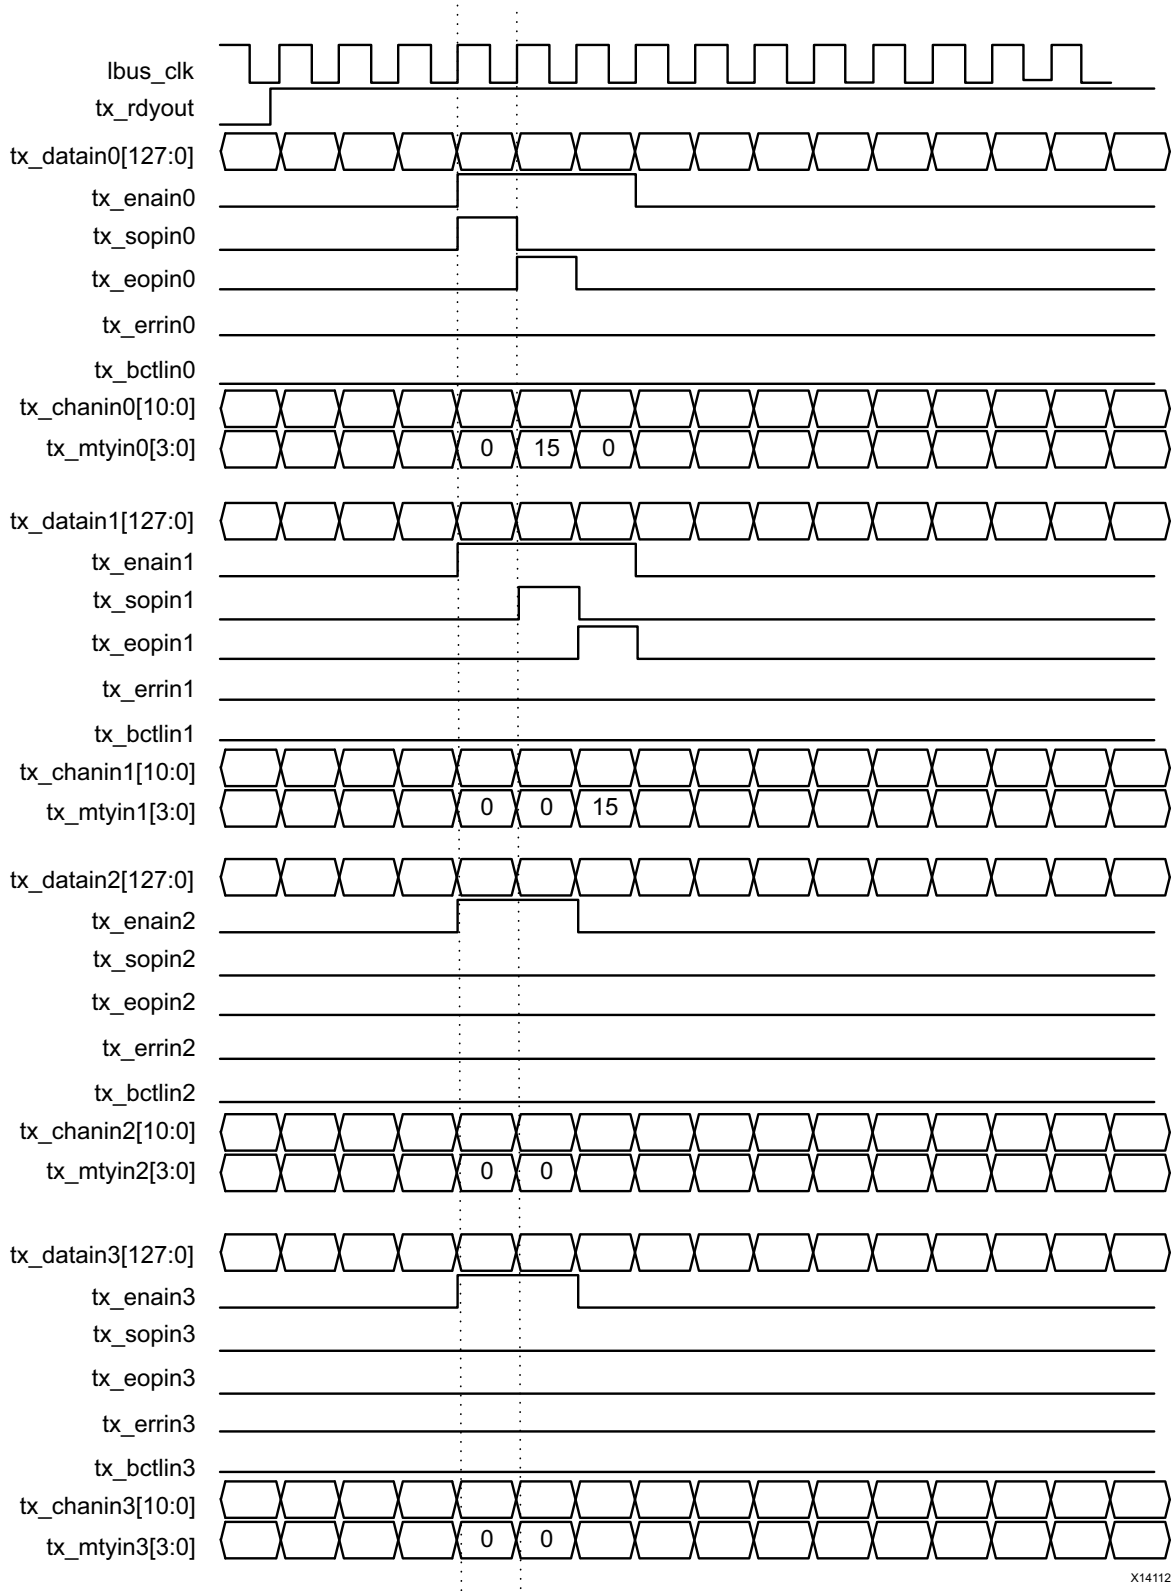 lbus_clk
tx_rdyout
tx_datain0[127:0]
tx_enain0
tx_sopin0
tx_eopin0
tx_errin0
tx_bctlin0
tx_chanin0[10:0]
tx_mtyin0[3:0] 0 15 0
tx_datain1[127:0]
tx_enain1
tx_sopin1
tx_eopin1
tx_errin1
tx_bctlin1
tx_chanin1[10:0]
tx_mtyin1[3:0] 0 0 15
tx_datain2[127:0]
tx_enain2
tx_sopin2
tx_eopin2
tx_errin2
tx_bctlin2
tx_chanin2[10:0]
tx_mtyin2[3:0] 0 0
tx_datain3[127:0]
tx_enain3
tx_sopin3
tx_eopin3
tx_errin3
tx_bctlin3
tx_chanin3[10:0]
tx_mtyin3[3:0] 0 0
X14112